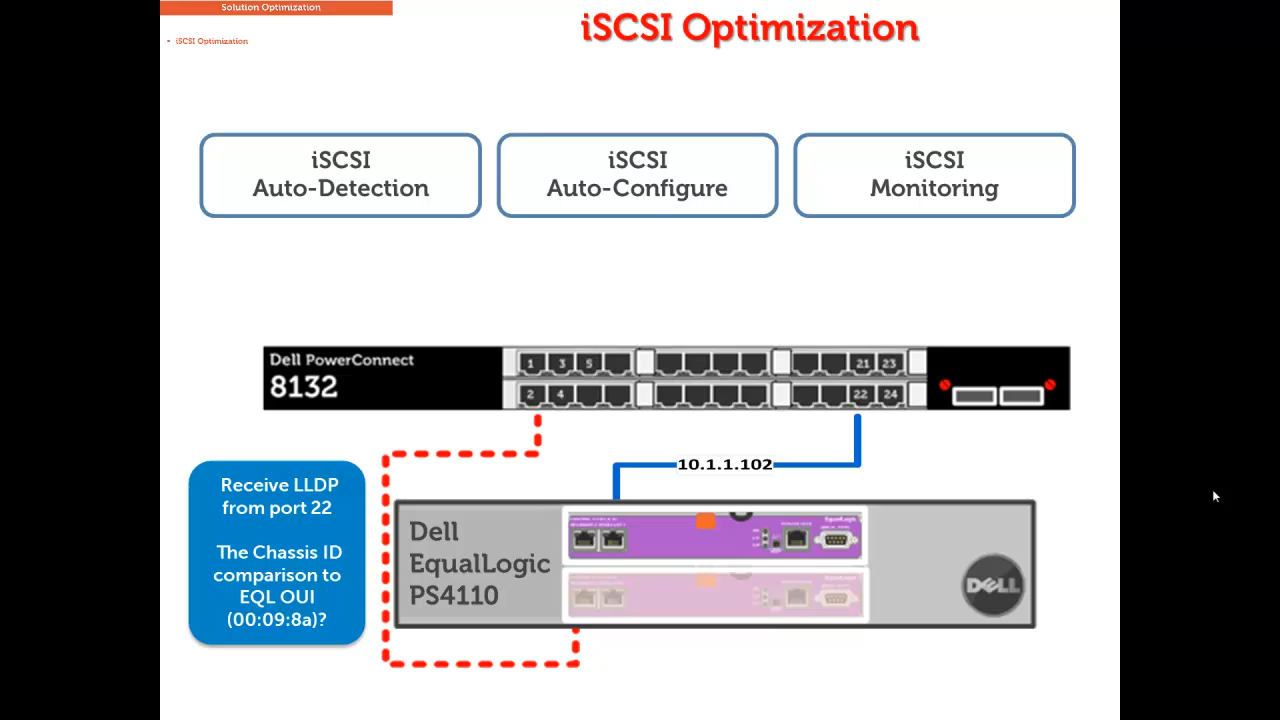 Solution Optimization
iSCSI Optimization
• iSCSI Optimization
iSCSI
Auto-Detection
iSCSI
Auto-Configure
iSCSI
Monitoring
Dell PowerConnect
8132
1 3 5 21 23
2 4 22 24
10.1.1.102
Receive LLDP
from port 22
The Chassis ID
comparison to
EQL OUI
(00:09:8a)?
Dell
EqualLogic
PS4110
EqualLogic
DELL